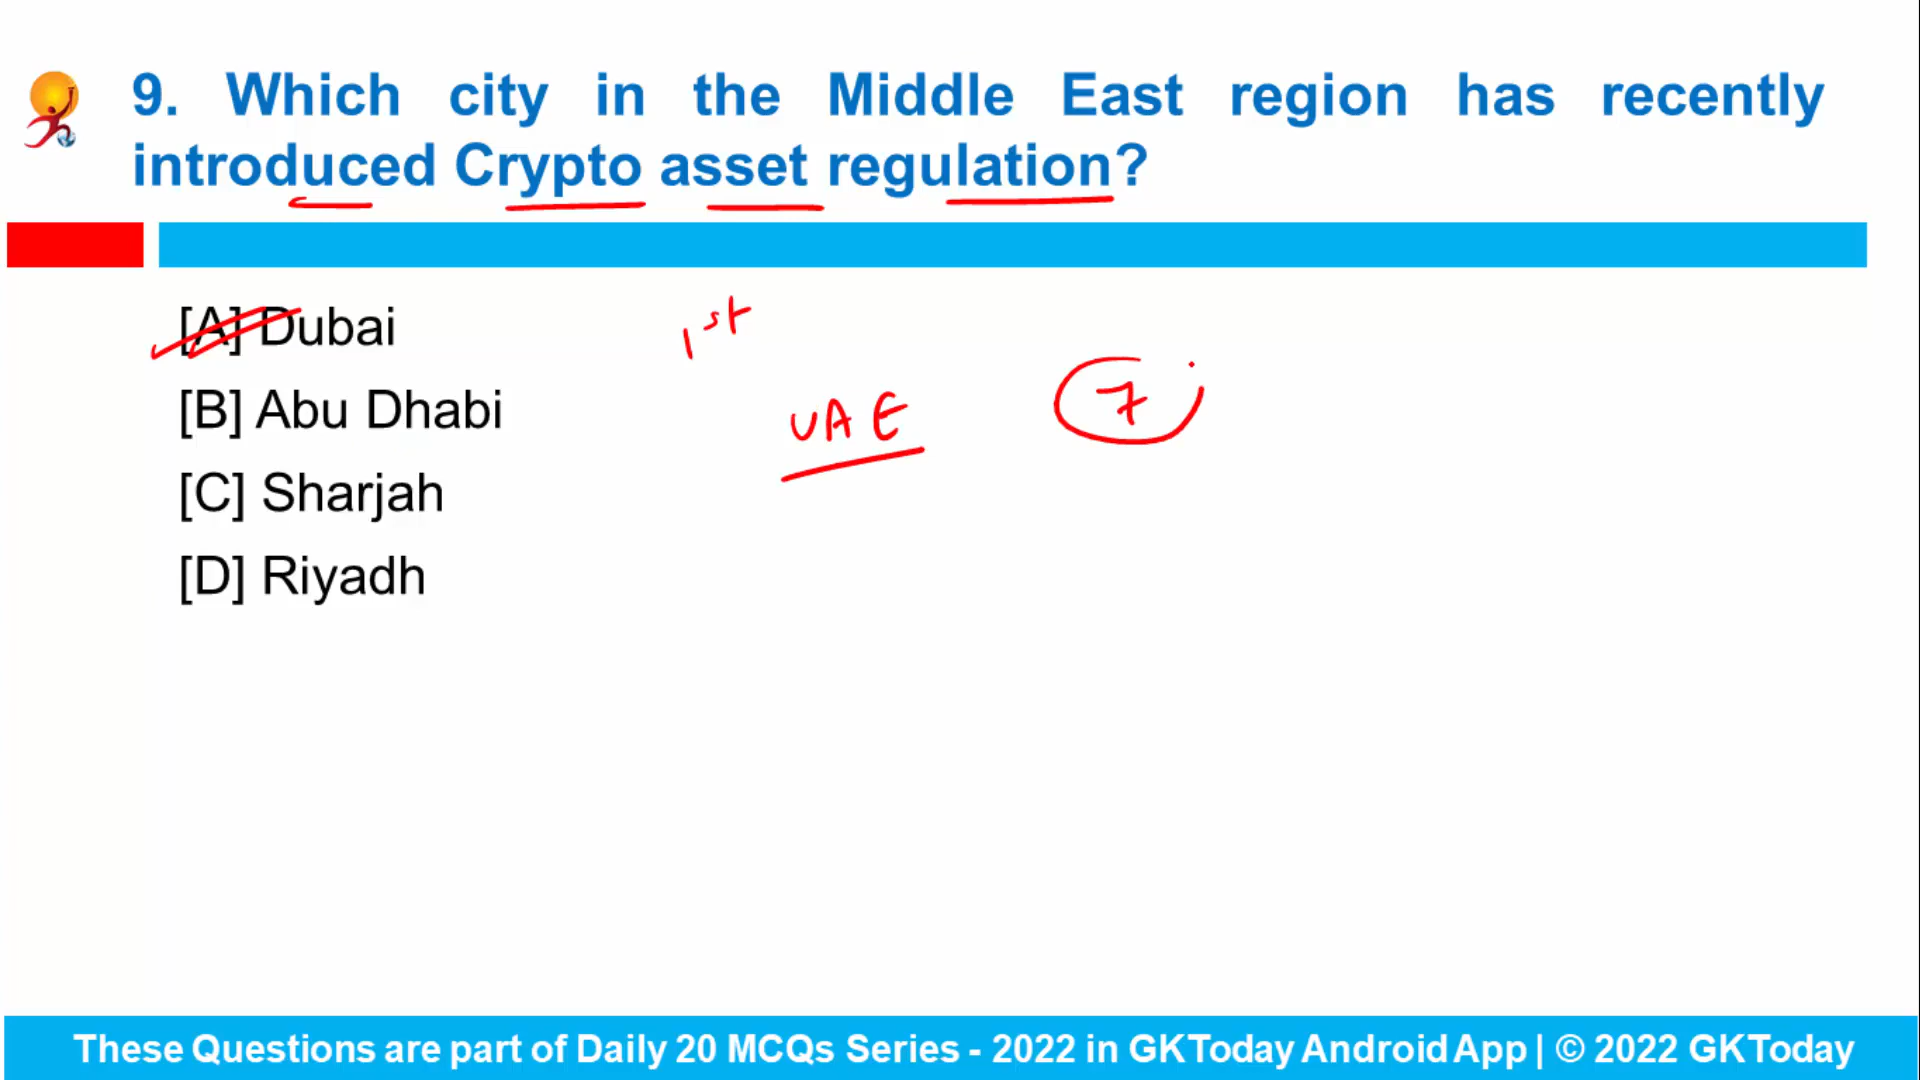 9. Which city in the Middle East region has recently
introduced Crypto asset regulation?
[A] Dubai
1st
[B] Abu Dhabi
UAE
7
[C] Sharjah
[D] Riyadh
These Questions are part of Daily 20 MCQs Series - 2022 in GKToday Android App | © 2022 GKToday